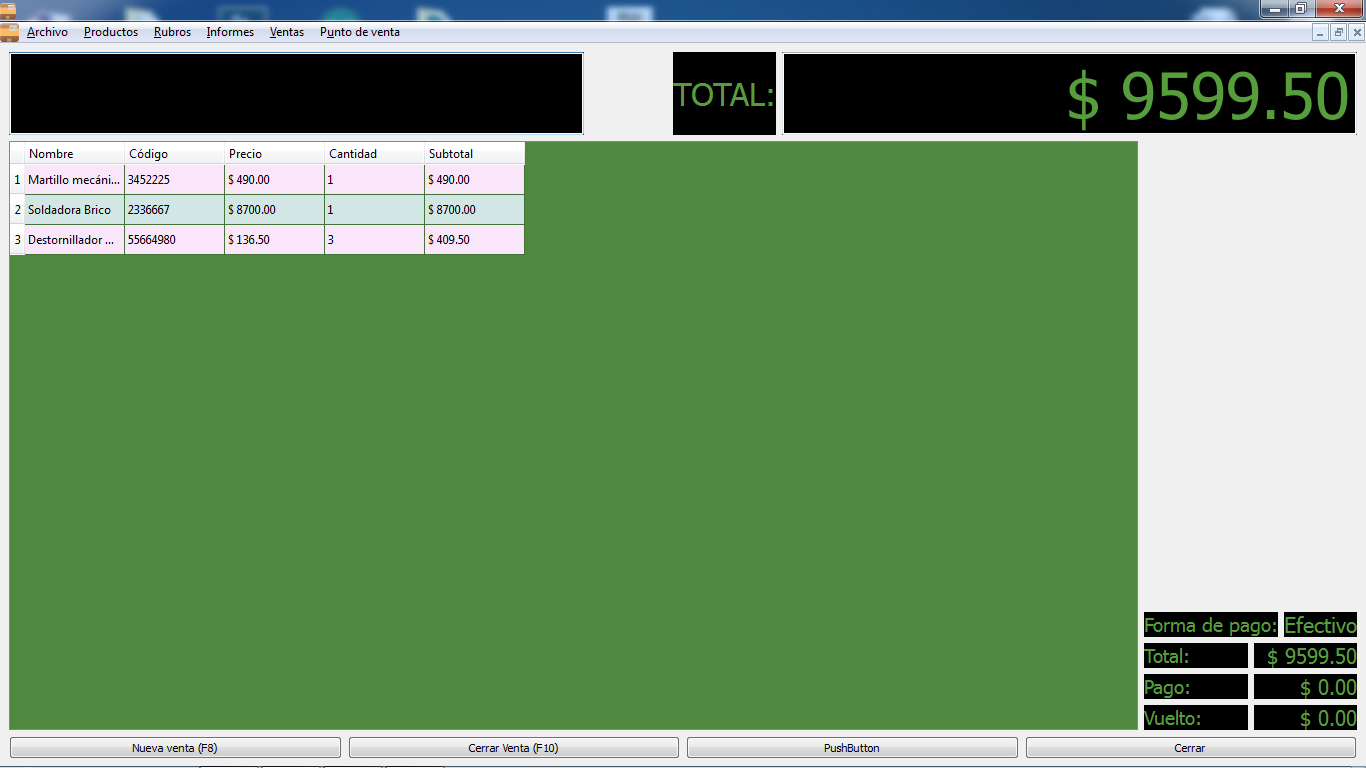 Archivo Productos Rubros Informes Ventas Punto de venta
TOTAL: $ 9599.50
Nombre Código Precio Cantidad Subtotal
1 Martillo mecáni... 3452225 $ 490.00 1 $ 490.00
2 Soldadora Brico 2336667 $ 8700.00 1 $ 8700.00
3 Destornillador ... 55664980 $ 136.50 3 $ 409.50
Forma de pago: Efectivo
Total: $ 9599.50
Pago: $ 0.00
Vuelto: $ 0.00
Nueva venta (F8) Cerrar Venta (F10) PushButton Cerrar